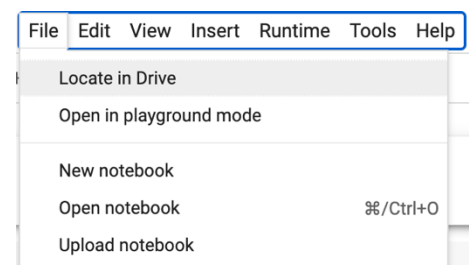 File Edit View Insert Runtime Tools Help
Locate in Drive
Open in playground mode
New notebook
Open notebook ⌘/Ctrl+O
Upload notebook